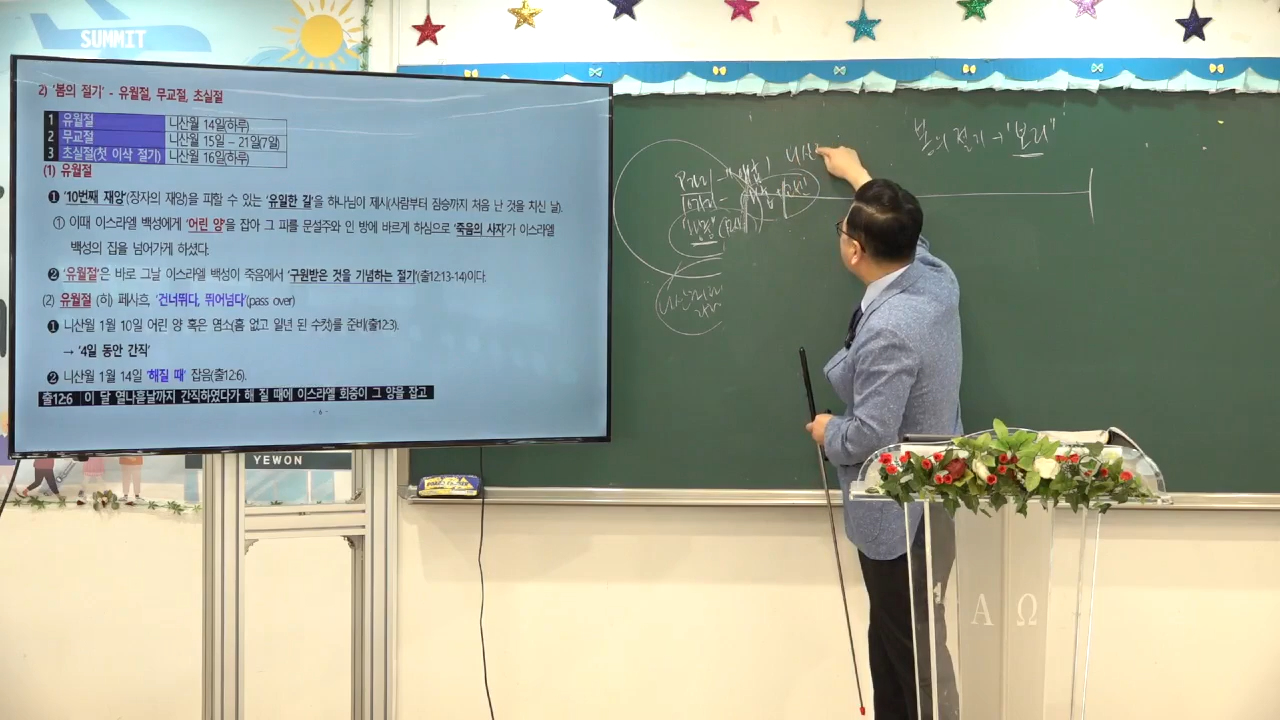 SUMMIT
2) '봄의 절기' - 유월절, 무교절, 초실절
1 유월절 니산월 14일(하루)
2 무교절 니산월 15일 – 21일(7일)
3 초실절(첫 이삭 절기) 니산월 16일(하루)
(1) 유월절
❶ '10번째 재앙'(장자의 재앙)을 피할 수 있는 '유일한 길'을 하나님이 제시(사람부터 짐승까지 처음 난 것을 치신 날).
① 이때 이스라엘 백성에게 '어린 양'을 잡아 그 피를 문설주와 인 방에 바르게 하심으로 '죽음의 사자'가 이스라엘
백성의 집을 넘어가게 하셨다.
❷ '유월절'은 바로 그날 이스라엘 백성이 죽음에서 '구원받은 것을 기념하는 절기'(출12:13-14)이다.
(2) 유월절 (히) 페사흐, '건너뛰다, 뛰어넘다'(pass over)
❶ 니산월 1월 10일 어린 양 혹은 염소(흠 없고 일년 된 수컷)를 준비(출12:3).
→ '4일 동안 간직'
❷ 니산월 1월 14일 '해질 때' 잡음(출12:6).
출12:6 이 달 열나흗날까지 간직하였다가 해 질 때에 이스라엘 회중이 그 양을 잡고
- 6 -
YEWON
봄의 절기 → "보리"
니산
Α Ω